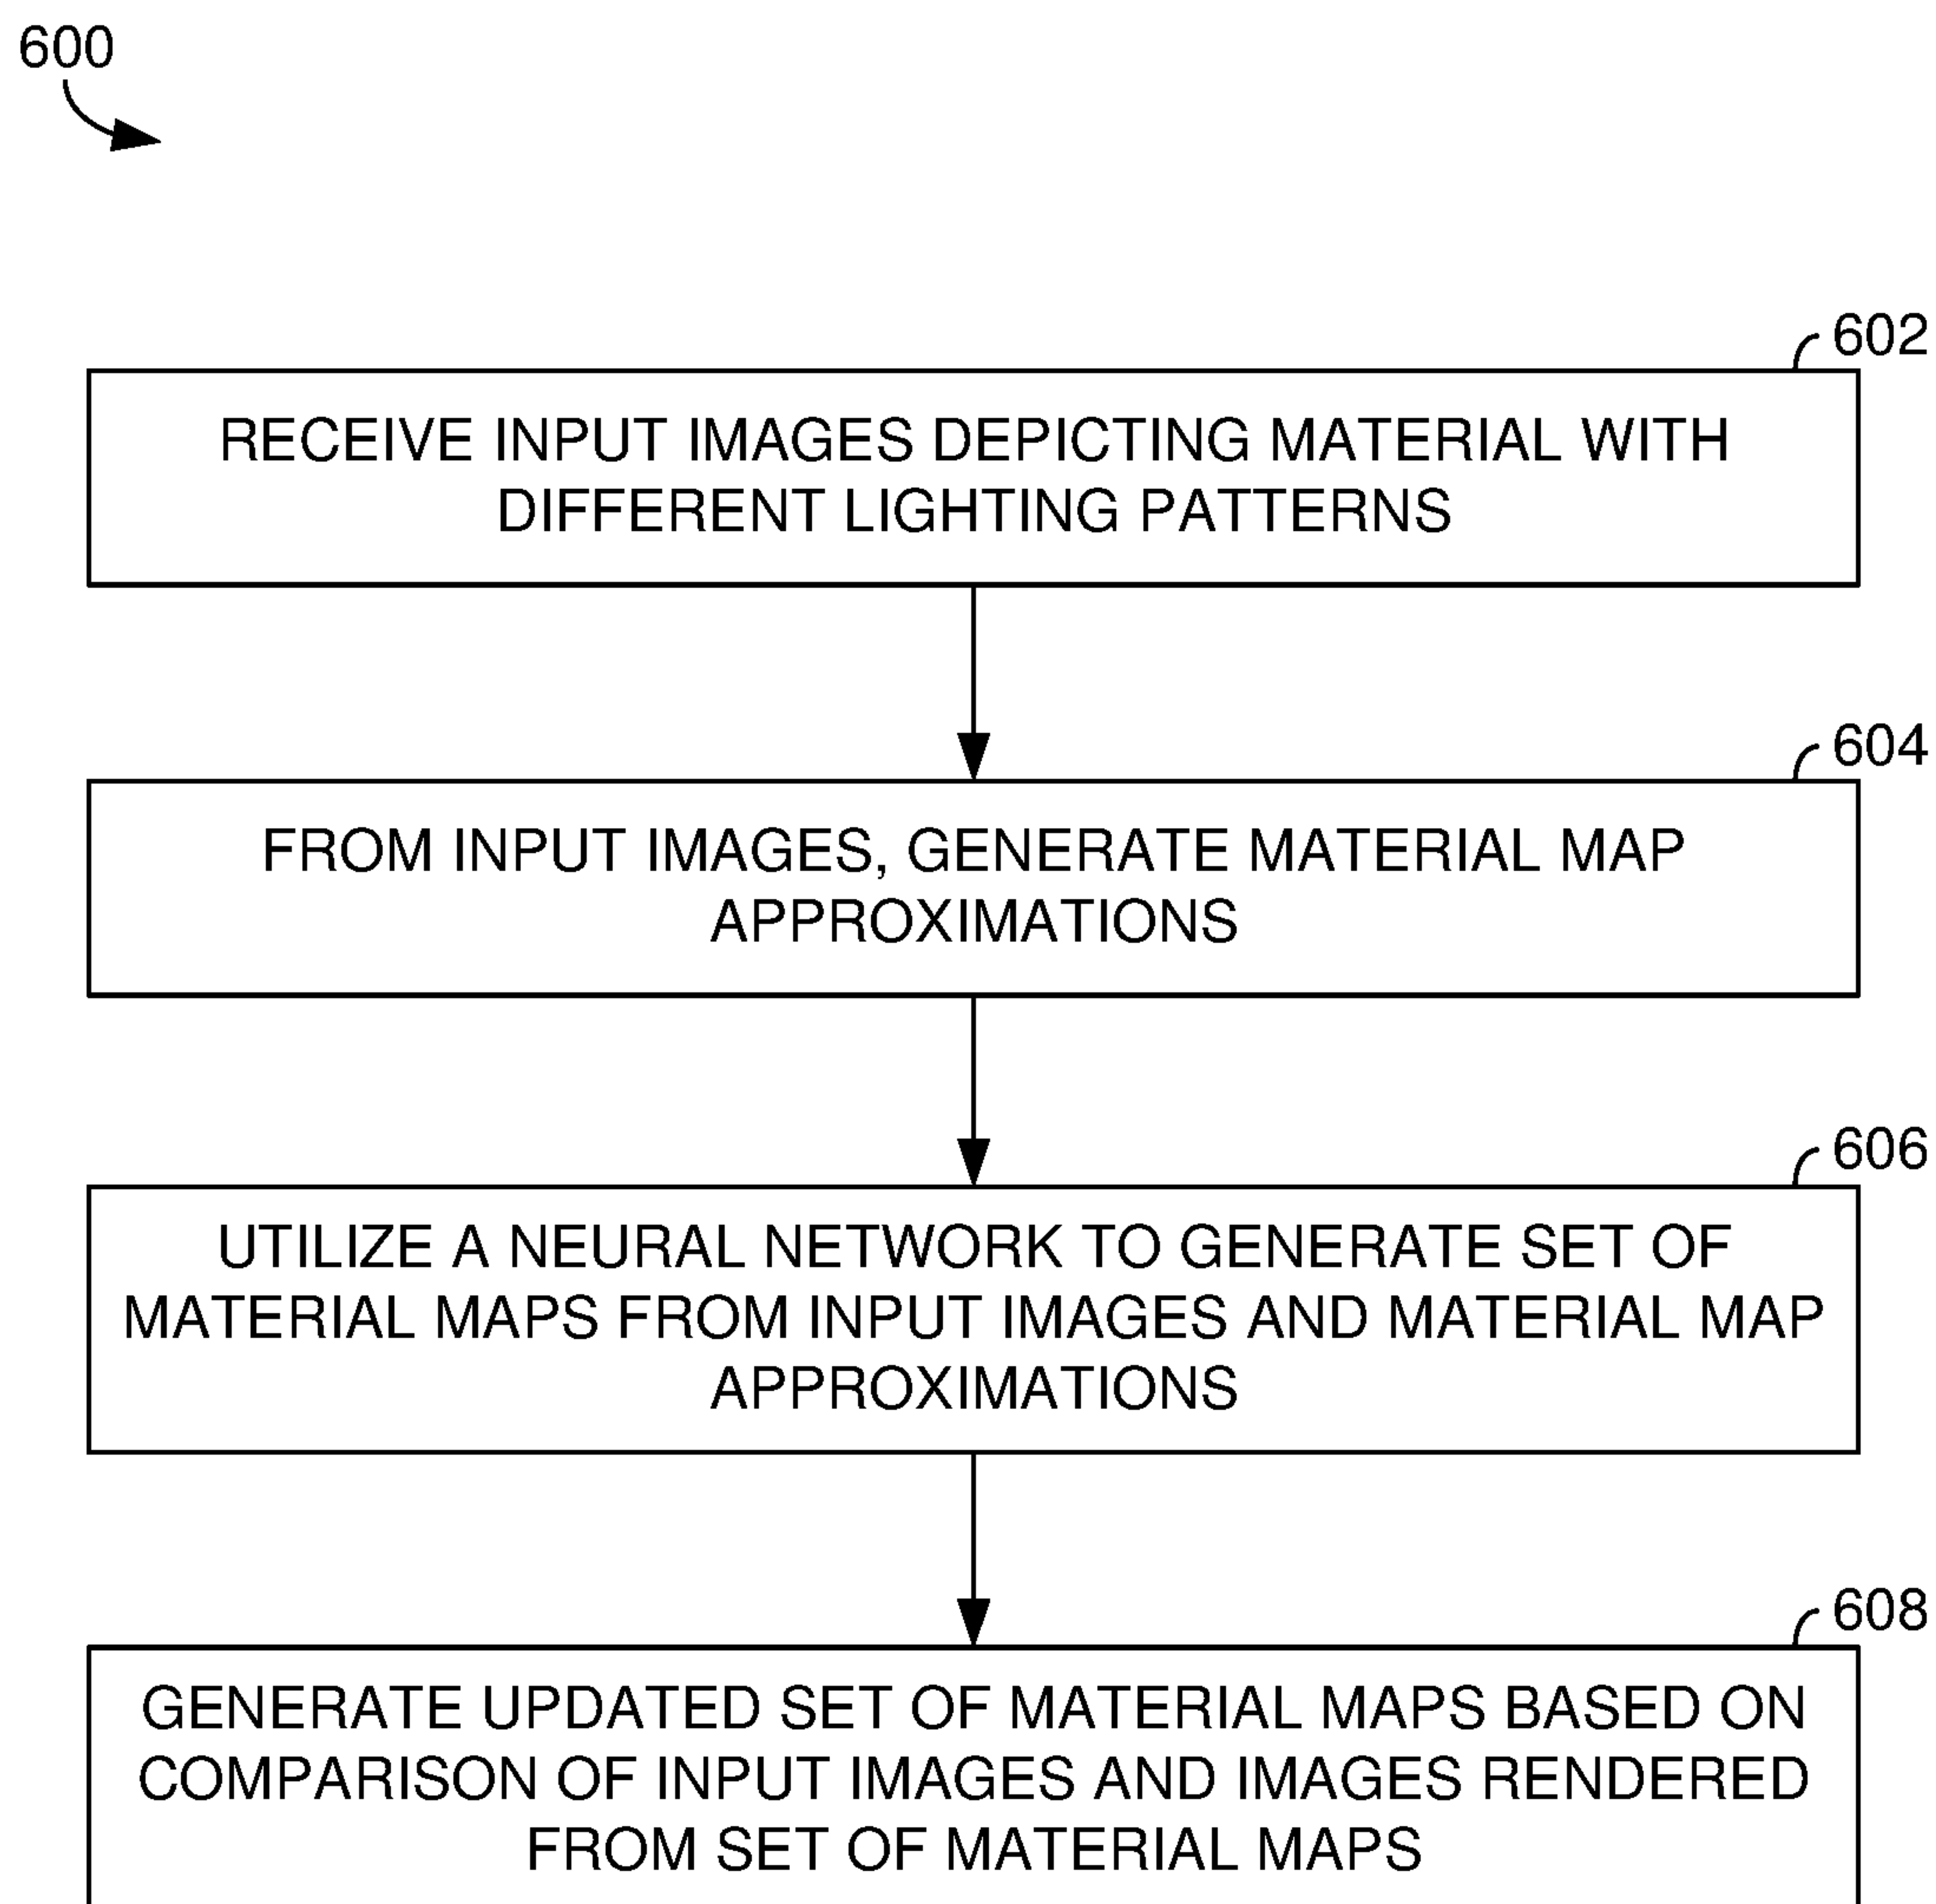 600
602
RECEIVE INPUT IMAGES DEPICTING MATERIAL WITH
DIFFERENT LIGHTING PATTERNS
604
FROM INPUT IMAGES, GENERATE MATERIAL MAP
APPROXIMATIONS
606
UTILIZE A NEURAL NETWORK TO GENERATE SET OF
MATERIAL MAPS FROM INPUT IMAGES AND MATERIAL MAP
APPROXIMATIONS
608
GENERATE UPDATED SET OF MATERIAL MAPS BASED ON
COMPARISON OF INPUT IMAGES AND IMAGES RENDERED
FROM SET OF MATERIAL MAPS